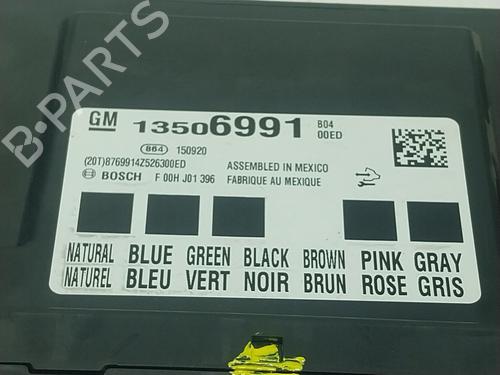 GM 13506991 B04
00ED
864 150920
(20T)8769914Z526300ED ASSEMBLED IN MEXICO
BOSCH F 00H J01 396 FABRIQUE AU MEXIQUE
NATURAL BLUE GREEN BLACK BROWN PINK GRAY
NATUREL BLEU VERT NOIR BRUN ROSE GRIS
B-PARTS